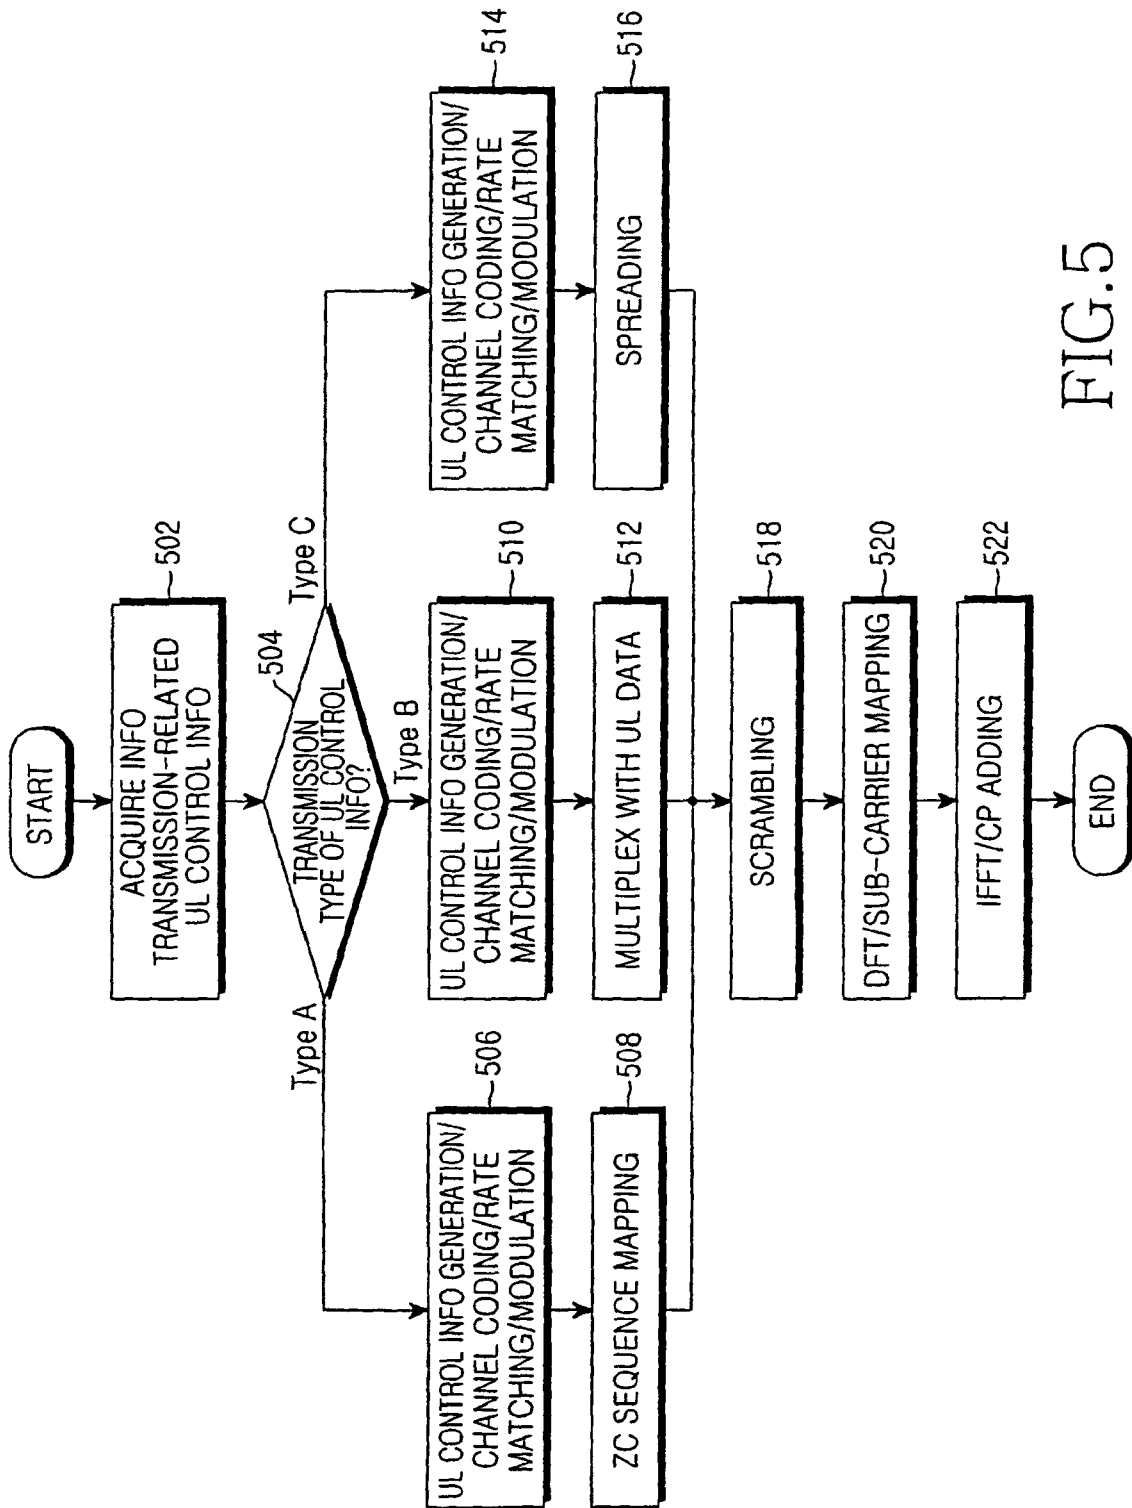 START
ACQUIRE INFO
TRANSMISSION-RELATED
UL CONTROL INFO
502
504
TRANSMISSION
TYPE OF UL CONTROL
INFO?
Type A
Type B
Type C
UL CONTROL INFO GENERATION/
CHANNEL CODING/RATE
MATCHING/MODULATION
506
ZC SEQUENCE MAPPING
508
UL CONTROL INFO GENERATION/
CHANNEL CODING/RATE
MATCHING/MODULATION
510
MULTIPLEX WITH UL DATA
512
UL CONTROL INFO GENERATION/
CHANNEL CODING/RATE
MATCHING/MODULATION
514
SPREADING
516
SCRAMBLING
518
DFT/SUB-CARRIER MAPPING
520
IFFT/CP ADDING
522
END
FIG.5